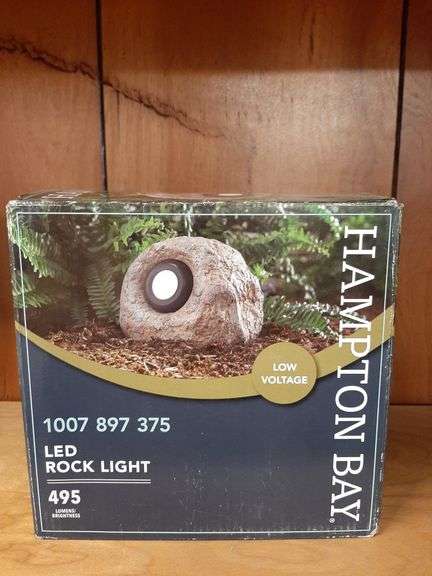 HAMPTON BAY®
LOW
VOLTAGE
1007 897 375
LED
ROCK LIGHT
495
LUMENS/
BRIGHTNESS